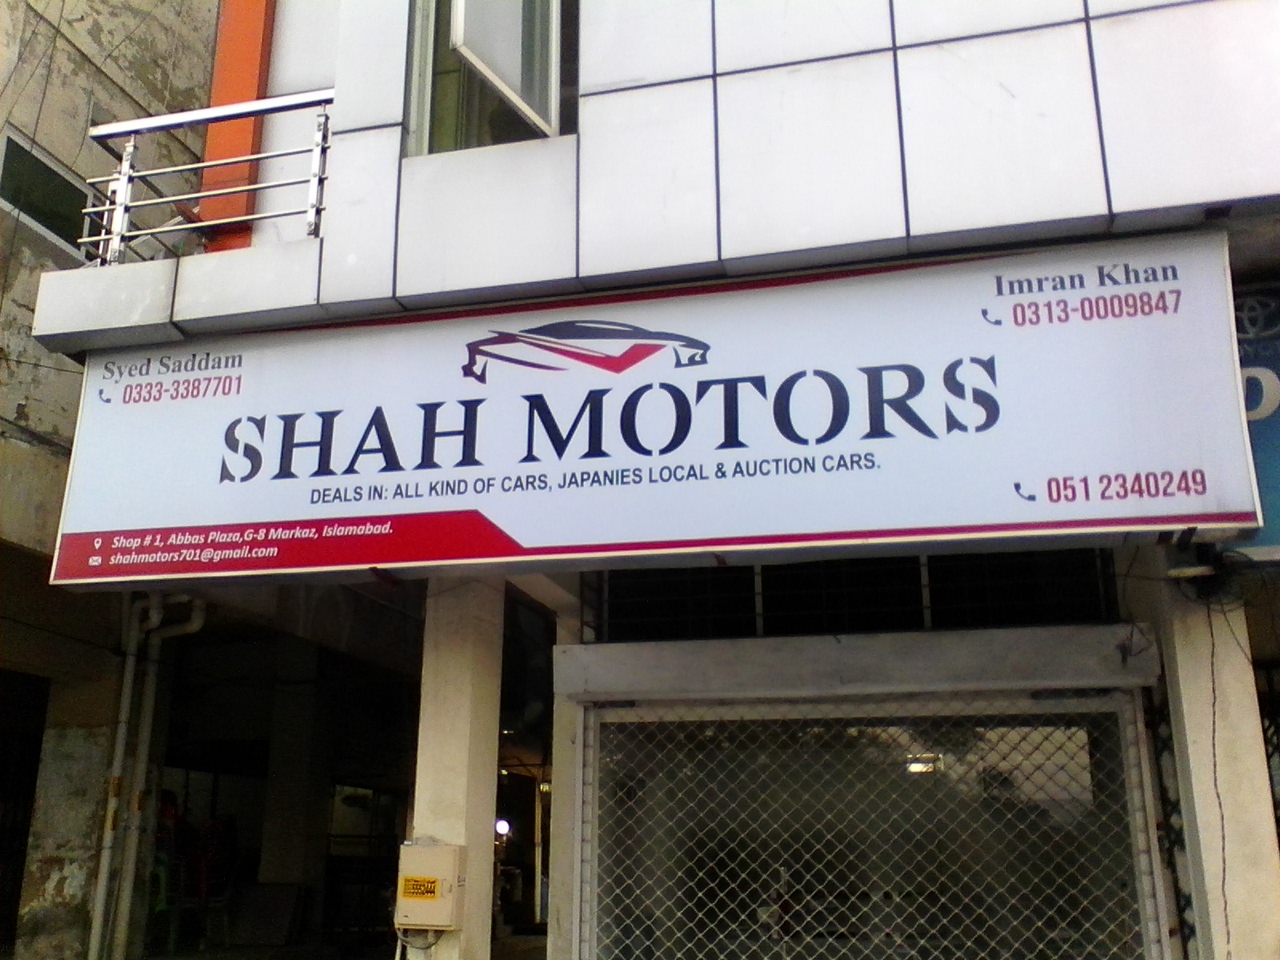 Imran Khan
0313-0009847
Syed Saddam
0333-3387701
SHAH MOTORS
DEALS IN: ALL KIND OF CARS, JAPANIES LOCAL & AUCTION CARS.
051 2340249
Shop # 1, Abbas Plaza,G-8 Markaz, Islamabad.
shahmotors701@gmail.com